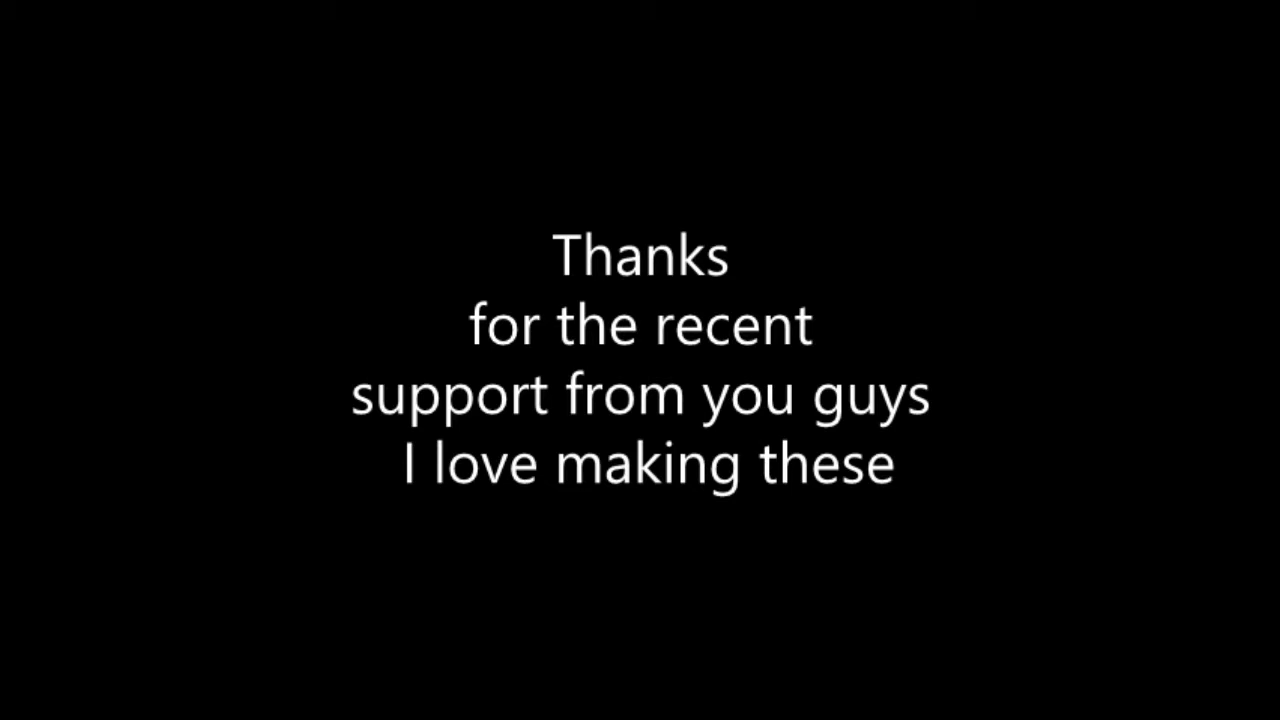 Thanks
for the recent
support from you guys
I love making these